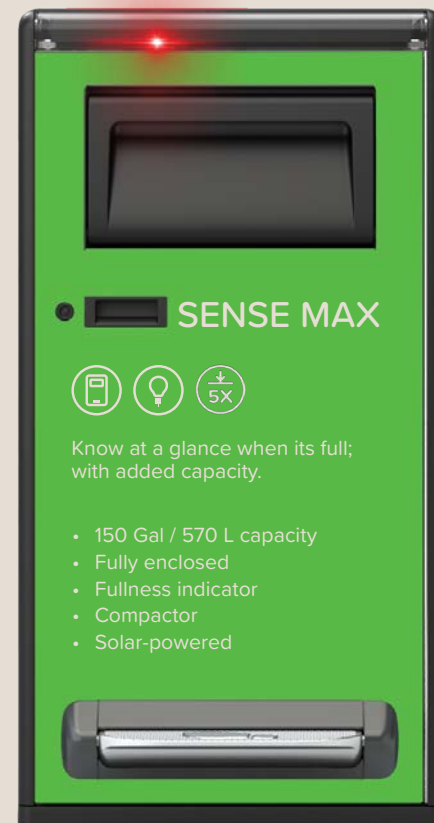 SENSE MAX
5X
Know at a glance when its full;
with added capacity.
• 150 Gal / 570 L capacity
• Fully enclosed
• Fullness indicator
• Compactor
• Solar-powered